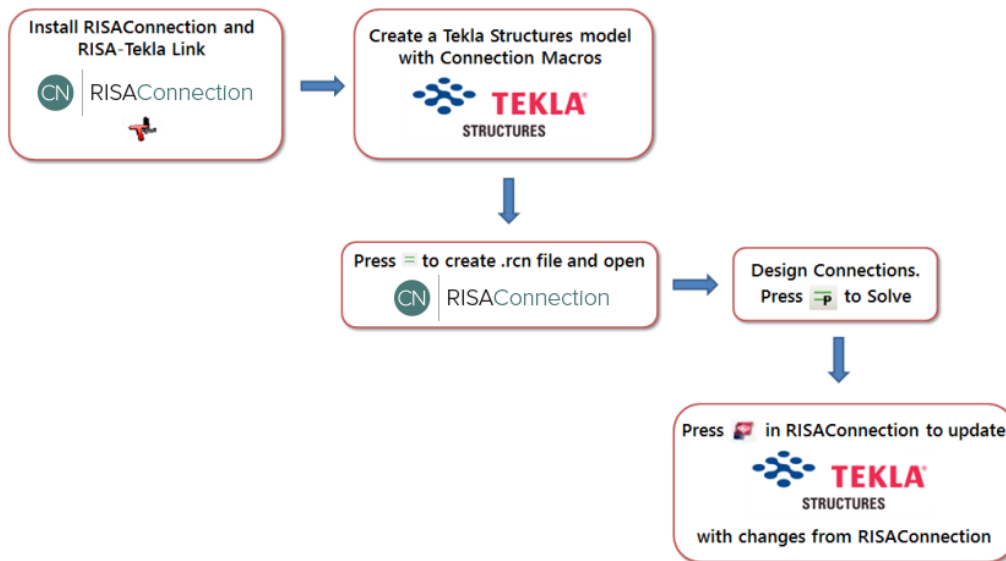 Install RISAConnection and
RISA-Tekla Link
CN RISAConnection
Create a Tekla Structures model
with Connection Macros
TEKLA®
STRUCTURES
Press = to create .rcn file and open
CN RISAConnection
Design Connections.
Press P to Solve
Press in RISAConnection to update
TEKLA®
STRUCTURES
with changes from RISAConnection